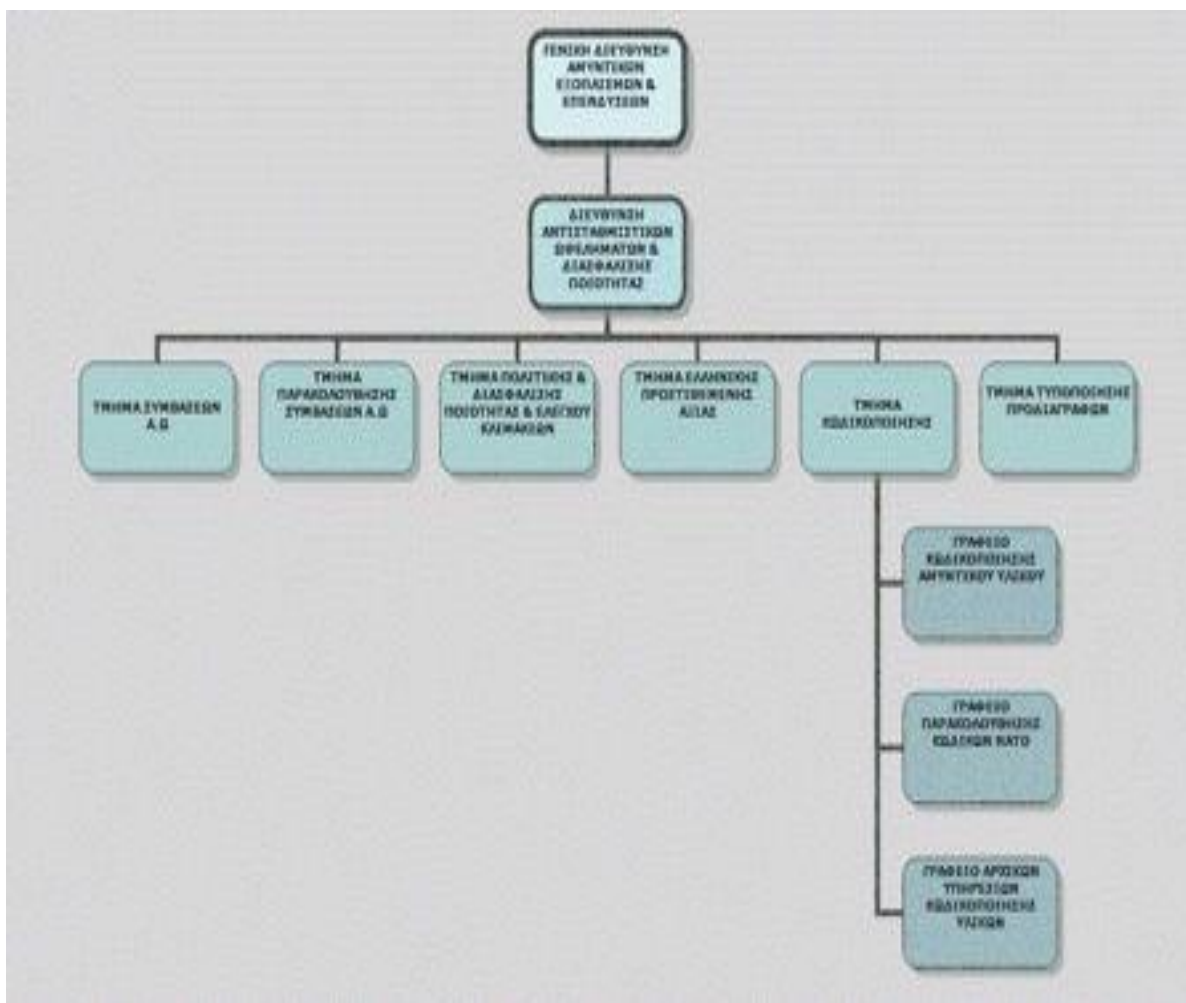 ΓΕΝΙΚΗ ΔΙΕΥΘΥΝΣΗ
ΑΜΥΝΤΙΚΩΝ
ΕΞΟΠΛΙΣΜΩΝ &
ΕΠΕΝΔΥΣΕΩΝ
ΔΙΕΥΘΥΝΣΗ
ΑΝΤΙΣΤΑΘΜΙΣΤΙΚΩΝ
ΩΦΕΛΗΜΑΤΩΝ &
ΔΙΑΣΦΑΛΙΣΗΣ
ΠΟΙΟΤΗΤΑΣ
ΤΜΗΜΑ ΣΥΜΒΑΣΕΩΝ
Α.Ω
ΤΜΗΜΑ
ΠΑΡΑΚΟΛΟΥΘΗΣΗΣ
ΣΥΜΒΑΣΕΩΝ Α.Ω
ΤΜΗΜΑ ΠΟΛΙΤΙΚΗΣ &
ΔΙΑΣΦΑΛΙΣΗΣ
ΠΟΙΟΤΗΤΑΣ & ΕΛΕΓΧΟΥ
ΚΛΙΜΑΚΙΩΝ
ΤΜΗΜΑ ΕΛΛΗΝΙΚΗΣ
ΠΡΟΣΤΙΘΕΜΕΝΗΣ
ΑΞΙΑΣ
ΤΜΗΜΑ
ΚΩΔΙΚΟΠΟΙΗΣΗΣ
ΤΜΗΜΑ ΤΥΠΟΠΟΙΗΣΗΣ
ΠΡΟΔΙΑΓΡΑΦΩΝ
ΓΡΑΦΕΙΟ
ΚΩΔΙΚΟΠΟΙΗΣΗΣ
ΑΜΥΝΤΙΚΟΥ ΥΛΙΚΟΥ
ΓΡΑΦΕΙΟ
ΠΑΡΑΚΟΛΟΥΘΗΣΗΣ
ΚΩΔΙΚΩΝ ΝΑΤΟ
ΓΡΑΦΕΙΟ ΑΡΧΙΚΩΝ
ΥΠΗΡΕΣΙΩΝ
ΚΩΔΙΚΟΠΟΙΗΣΗΣ
ΥΛΙΚΩΝ